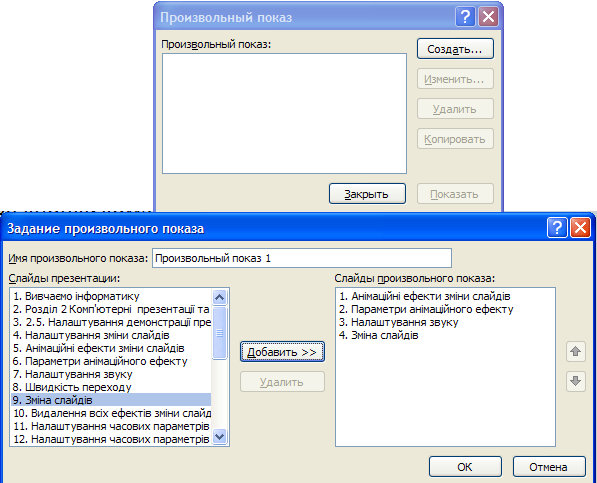 Произвольный показ
Произвольный показ:
Создать...
Изменить...
Удалить
Копировать
Закрыть
Показать
Задание произвольного показа
Имя произвольного показа: Произвольный показ 1
Слайды презентации:
1. Вивчаємо інформатику
2. Розділ 2 Комп'ютерні презентації та
3. 2.5. Налаштування демонстрації пре
4. Налаштування зміни слайдів
5. Анімаційні ефекти зміни слайдів
6. Параметри анімаційного ефекту
7. Налаштування звуку
8. Швидкість переходу
9. Зміна слайдів
10. Видалення всіх ефектів зміни слайд
11. Налаштування часових параметрів
12. Налаштування часових параметрів
Добавить >>
Удалить
Слайды произвольного показа:
1. Анімаційні ефекти зміни слайдів
2. Параметри анімаційного ефекту
3. Налаштування звуку
4. Зміна слайдів
ОК
Отмена